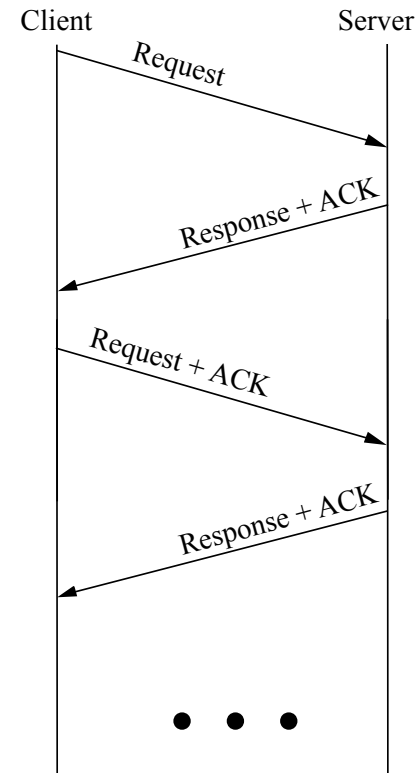 Client
Server
Request
Response + ACK
Request + ACK
Response + ACK